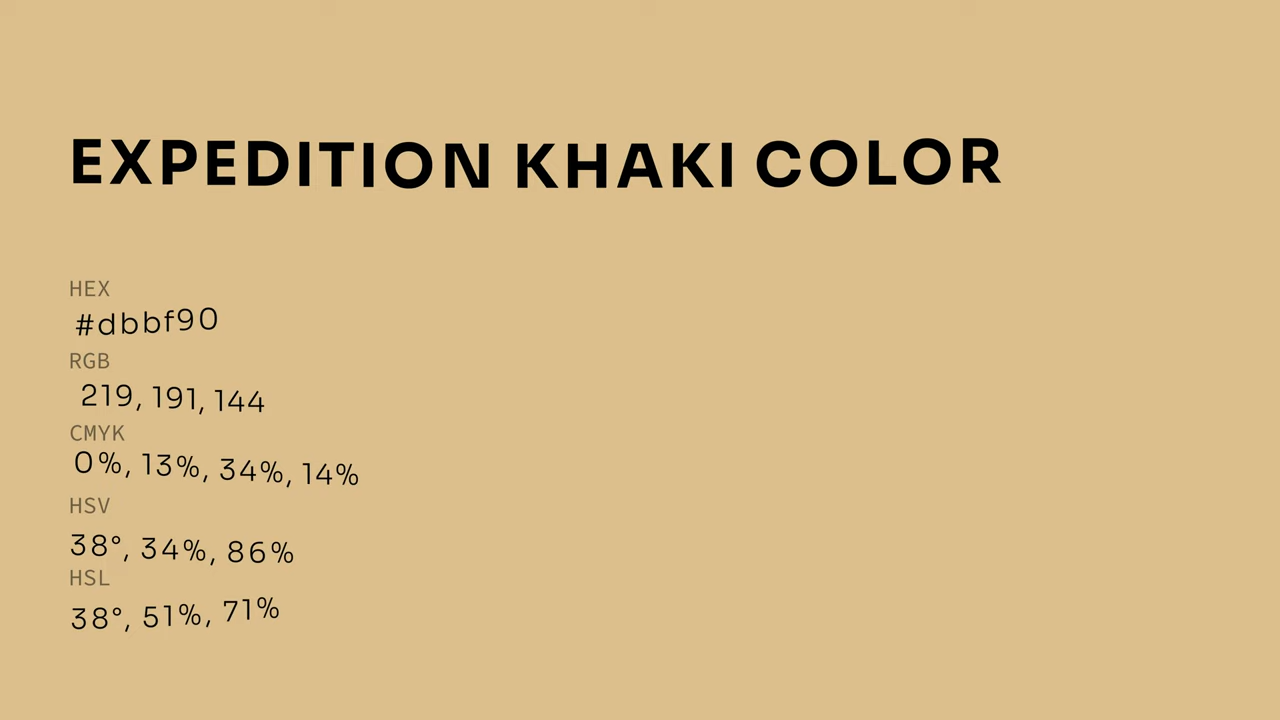 EXPEDITION KHAKI COLOR
HEX
#dbbf90
RGB
219, 191, 144
CMYK
0%, 13%, 34%, 14%
HSV
38°, 34%, 86%
HSL
38°, 51%, 71%